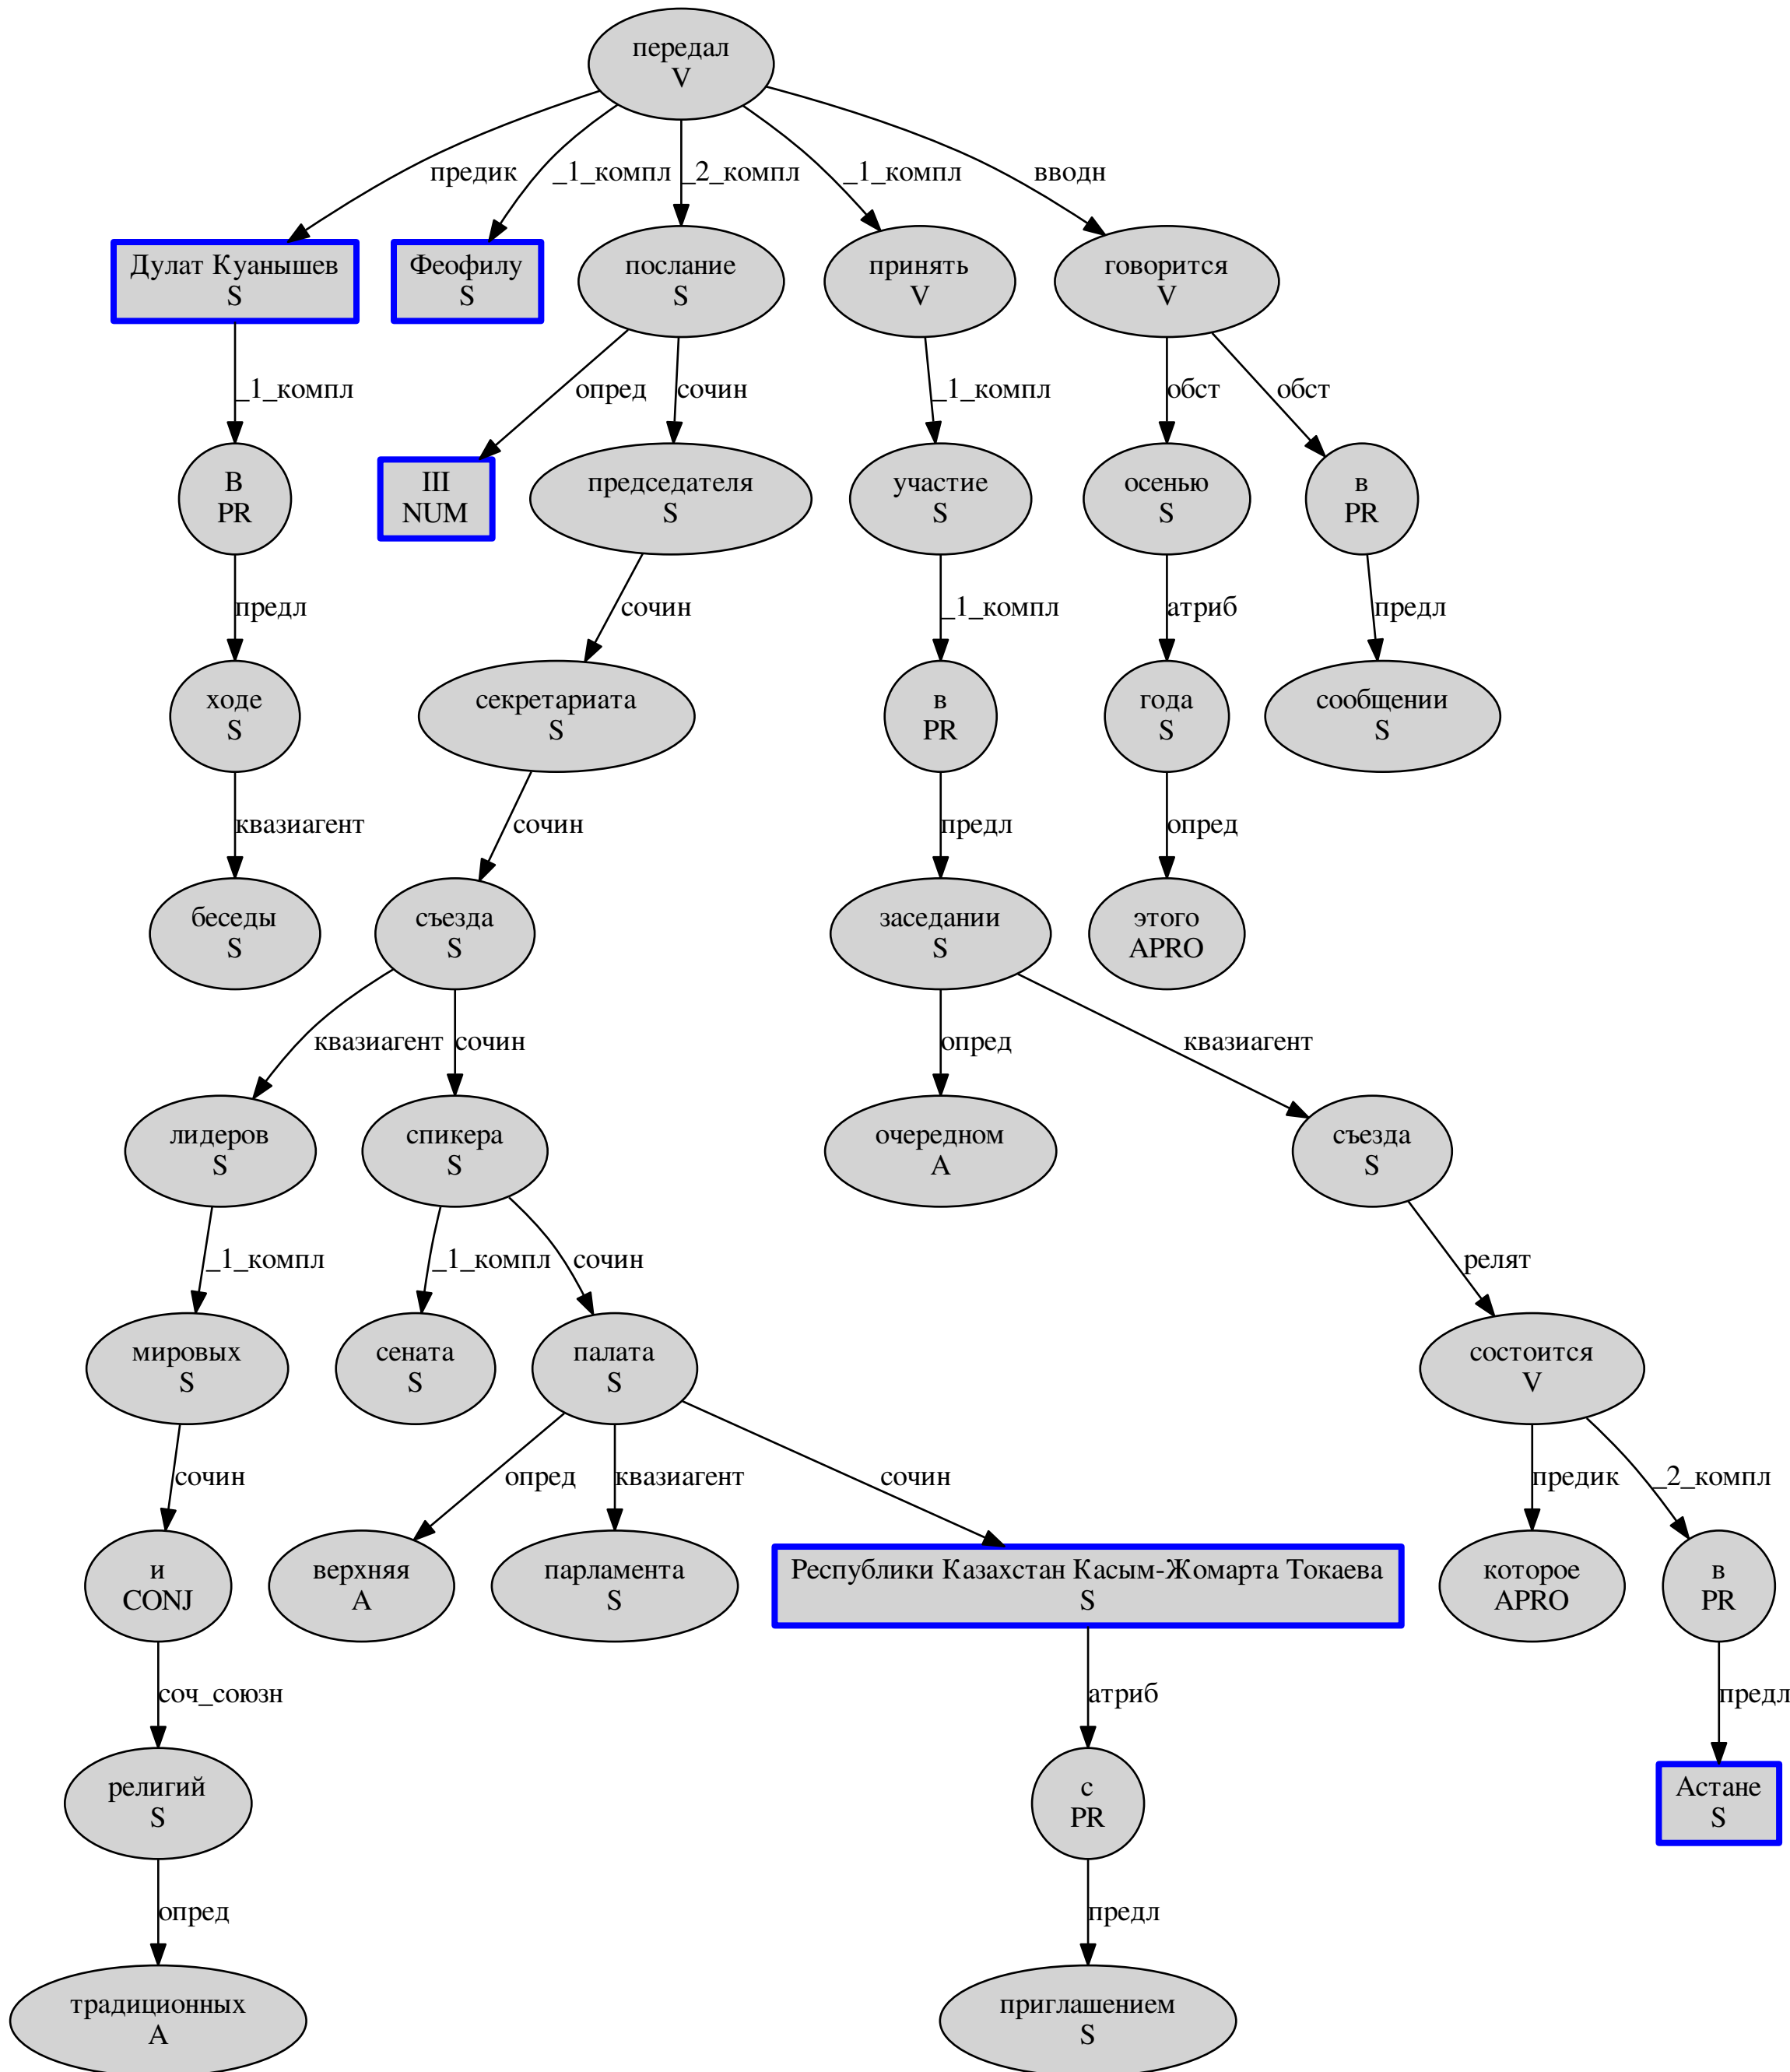 передал
V
предик
_1_компл
_2_компл
_1_компл
вводн
Дулат Куанышев
S
Феофилу
S
послание
S
принять
V
говорится
V
_1_компл
опред
сочин
_1_компл
обст
обст
В
PR
III
NUM
председателя
S
участие
S
осенью
S
в
PR
предл
сочин
_1_компл
атриб
предл
ходе
S
секретариата
S
в
PR
года
S
сообщении
S
квазиагент
сочин
предл
опред
беседы
S
съезда
S
заседании
S
этого
APRO
квазиагент
сочин
опред
квазиагент
лидеров
S
спикера
S
очередном
A
съезда
S
_1_компл
_1_компл
сочин
релят
мировых
S
сената
S
палата
S
состоится
V
сочин
опред
квазиагент
сочин
предик
_2_компл
и
CONJ
верхняя
A
парламента
S
Республики Казахстан Касым-Жомарта Токаева
S
которое
APRO
в
PR
соч_союзн
атриб
предл
религий
S
с
PR
Астане
S
опред
предл
традиционных
A
приглашением
S